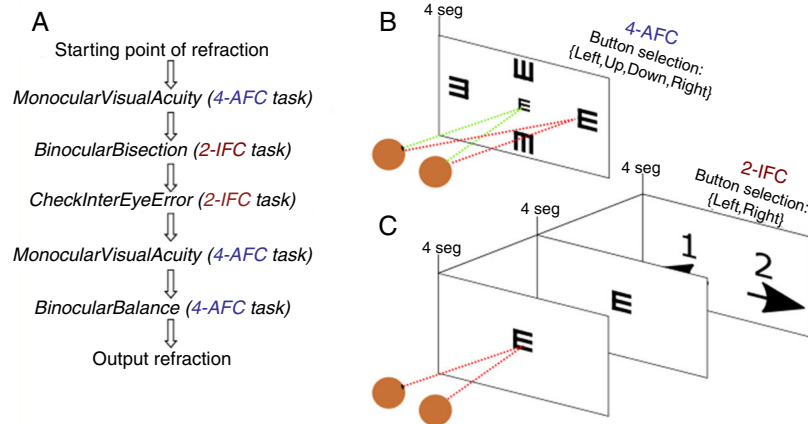 A
Starting point of refraction
MonocularVisualAcuity (4-AFC task)
BinocularBisection (2-IFC task)
CheckInterEyeError (2-IFC task)
MonocularVisualAcuity (4-AFC task)
BinocularBalance (4-AFC task)
Output refraction
B
4 seg
4-AFC
Button selection:
{Left,Up,Down,Right}
C
4 seg
4 seg
4 seg
2-IFC
Button selection:
{Left,Right}
1
2